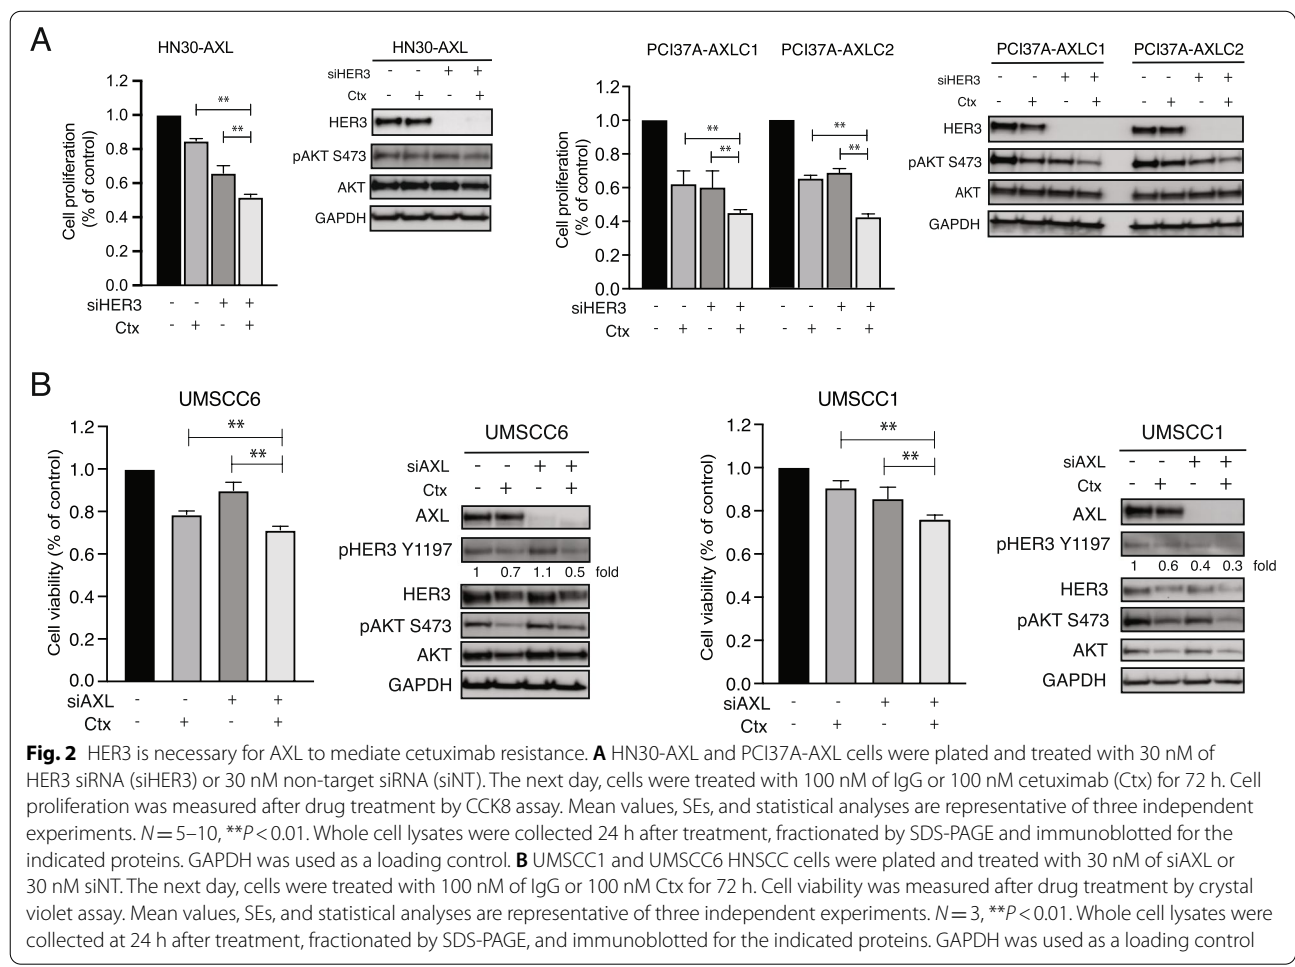 A
HN30-AXL
Cell proliferation
(% of control)
1.2
1.0
0.8
0.6
0.4
0.2
0.0
**
**
siHER3 - - + +
Ctx - + - +
HN30-AXL
siHER3 - - + +
Ctx - + - +
HER3
pAKT S473
AKT
GAPDH
PCI37A-AXLC1 PCI37A-AXLC2
Cell proliferation
(% of control)
1.2
1.0
0.8
0.6
0.4
0.2
0.0
** **
** **
siHER3 - - + + - - + +
Ctx - + - + - + - +
PCI37A-AXLC1 PCI37A-AXLC2
siHER3 - - + + - - + +
Ctx - + - + - + - +
HER3
pAKT S473
AKT
GAPDH
B
UMSCC6
Cell viability (% of control)
1.2
1.0
0.8
0.6
0.4
0.2
0.0
**
**
siAXL - - + +
Ctx - + - +
UMSCC6
siAXL - - + +
Ctx - + - +
AXL
pHER3 Y1197
1 0.7 1.1 0.5 fold
HER3
pAKT S473
AKT
GAPDH
UMSCC1
Cell viability (% of control)
1.2
1.0
0.8
0.6
0.4
0.2
0.0
**
**
siAXL - - + +
Ctx - + - +
UMSCC1
siAXL - - + +
Ctx - + - +
AXL
pHER3 Y1197
1 0.6 0.4 0.3 fold
HER3
pAKT S473
AKT
GAPDH
Fig. 2 HER3 is necessary for AXL to mediate cetuximab resistance. A HN30-AXL and PCI37A-AXL cells were plated and treated with 30 nM of
HER3 siRNA (siHER3) or 30 nM non-target siRNA (siNT). The next day, cells were treated with 100 nM of IgG or 100 nM cetuximab (Ctx) for 72 h. Cell
proliferation was measured after drug treatment by CCK8 assay. Mean values, SEs, and statistical analyses are representative of three independent
experiments. N = 5–10, **P < 0.01. Whole cell lysates were collected 24 h after treatment, fractionated by SDS-PAGE and immunoblotted for the
indicated proteins. GAPDH was used as a loading control. B UMSCC1 and UMSCC6 HNSCC cells were plated and treated with 30 nM of siAXL or
30 nM siNT. The next day, cells were treated with 100 nM of IgG or 100 nM Ctx for 72 h. Cell viability was measured after drug treatment by crystal
violet assay. Mean values, SEs, and statistical analyses are representative of three independent experiments. N = 3, **P < 0.01. Whole cell lysates were
collected at 24 h after treatment, fractionated by SDS-PAGE, and immunoblotted for the indicated proteins. GAPDH was used as a loading control